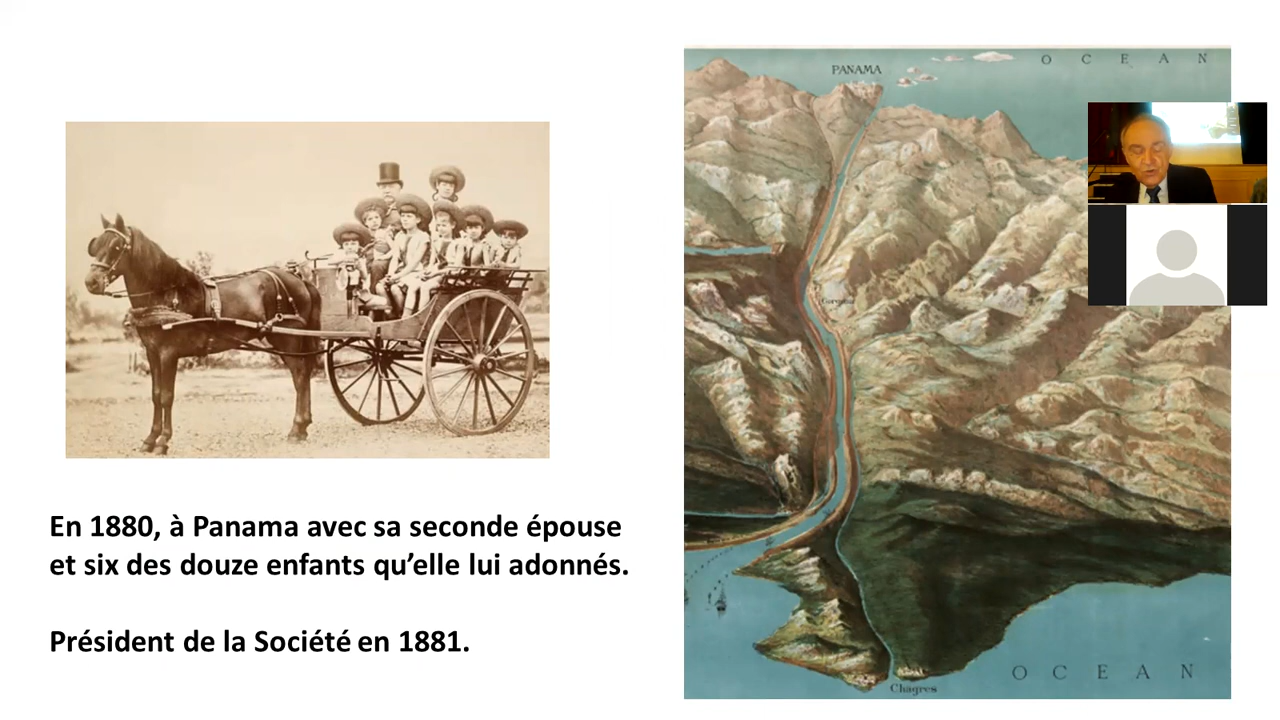 En 1880, à Panama avec sa seconde épouse
et six des douze enfants qu’elle lui adonnés.
Président de la Société en 1881.
PANAMA
OCEAN
OCEAN
Chagres